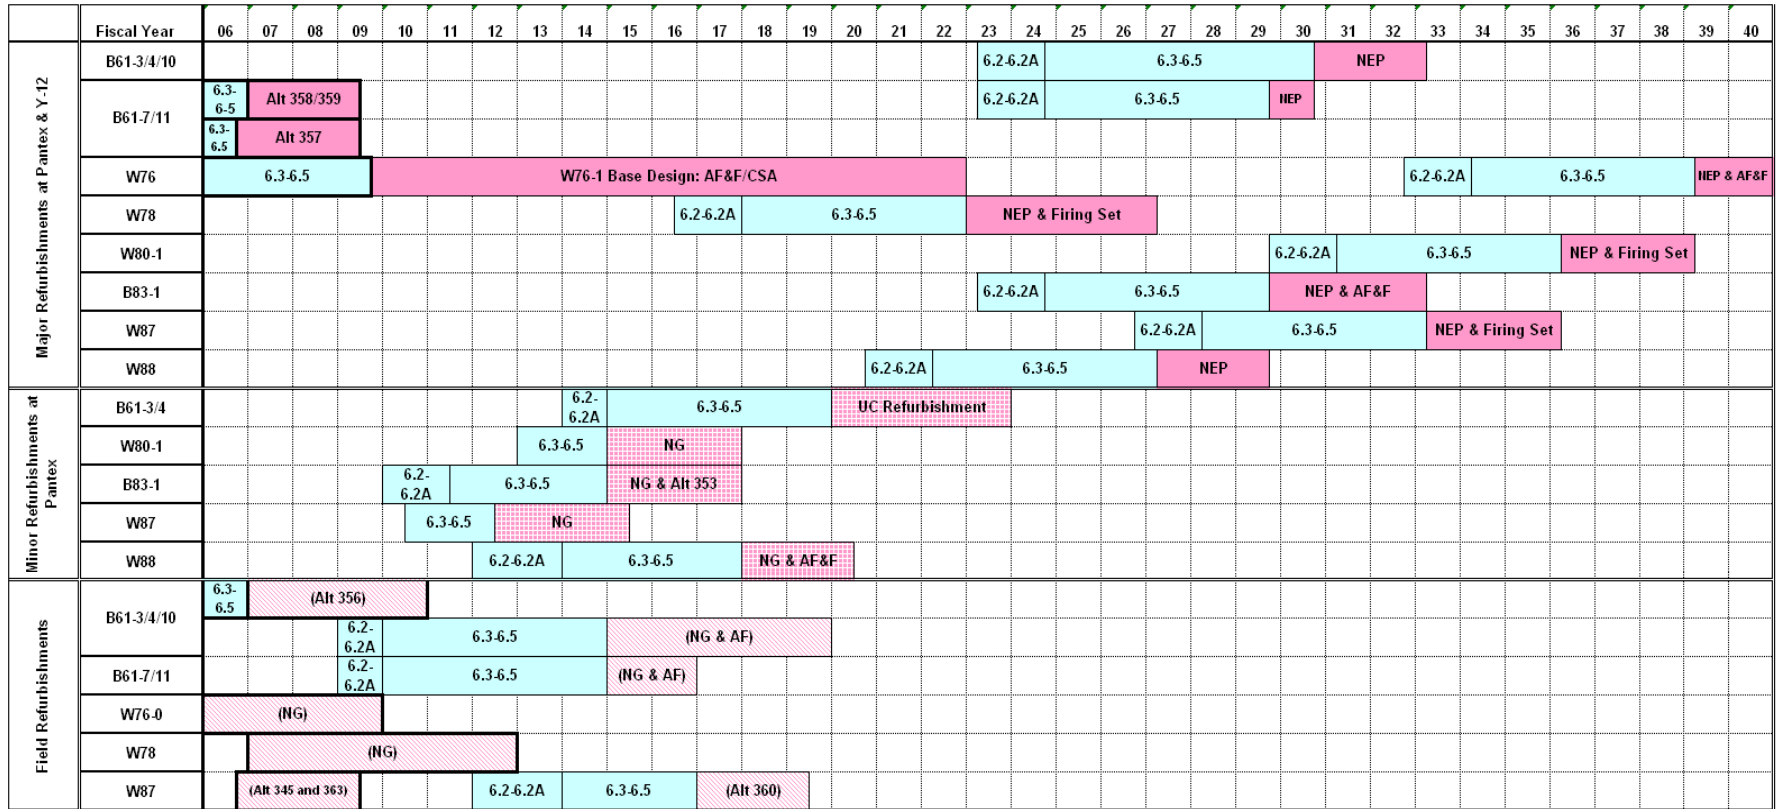 Fiscal Year 06 07 08 09 10 11 12 13 14 15 16 17 18 19 20 21 22 23 24 25 26 27 28 29 30 31 32 33 34 35 36 37 38 39 40
Major Refurbishments at Pantex & Y-12
B61-3/4/10 6.2-6.2A 6.3-6.5 NEP
B61-7/11
6.3-
6-5 Alt 358/359 6.2-6.2A 6.3-6.5 NEP
6.3-
6.5 Alt 357
W76 6.3-6.5 W76-1 Base Design: AF&F/CSA 6.2-6.2A 6.3-6.5 NEP & AF&F
W78 6.2-6.2A 6.3-6.5 NEP & Firing Set
W80-1 6.2-6.2A 6.3-6.5 NEP & Firing Set
B83-1 6.2-6.2A 6.3-6.5 NEP & AF&F
W87 6.2-6.2A 6.3-6.5 NEP & Firing Set
W88 6.2-6.2A 6.3-6.5 NEP
Minor Refurbishments at
Pantex
B61-3/4 6.2-
6.2A 6.3-6.5 UC Refurbishment
W80-1 6.3-6.5 NG
B83-1 6.2-
6.2A 6.3-6.5 NG & Alt 353
W87 6.3-6.5 NG
W88 6.2-6.2A 6.3-6.5 NG & AF&F
Field Refurbishments
B61-3/4/10
6.3-
6.5 (Alt 356)
6.2-
6.2A 6.3-6.5 (NG & AF)
B61-7/11 6.2-
6.2A 6.3-6.5 (NG & AF)
W76-0 (NG)
W78 (NG)
W87 (Alt 345 and 363) 6.2-6.2A 6.3-6.5 (Alt 360)